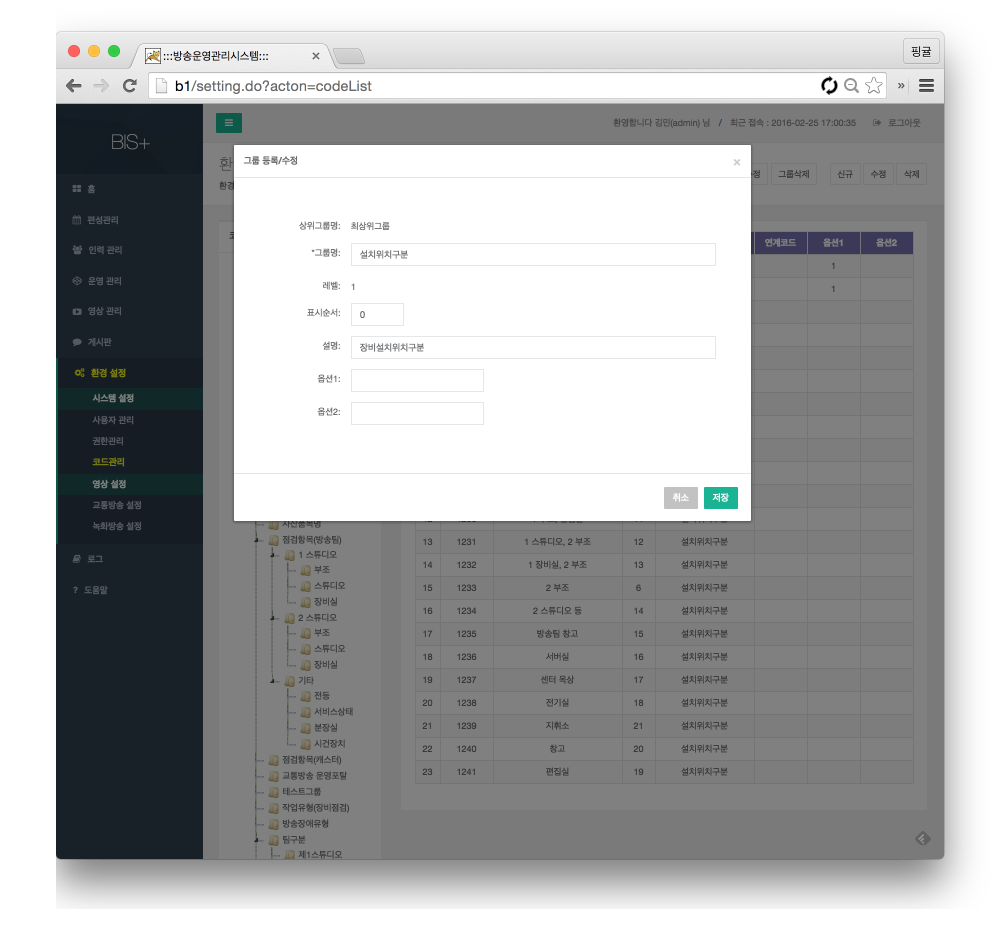 :::방송운영관리시스템:::
핑귤
b1/setting.do?acton=codeList
BIS+
환영합니다 김민(admin) 님 / 최근 접속 : 2016-02-25 17:00:35 로그아웃
홈
편성관리
인력 관리
운영 관리
영상 관리
게시판
환경 설정
시스템 설정
사용자 관리
권한관리
코드관리
영상 설정
교통방송 설정
녹화방송 설정
로그
도움말
그룹삭제 신규 수정 삭제
그룹 등록/수정 ×
상위그룹명: 최상위그룹
*그룹명: 설치위치구분
레벨: 1
표시순서: 0
설명: 장비설치위치구분
옵션1:
옵션2:
취소 저장
연계코드 옵션1 옵션2
1
1
자산품목명
점검항목(방송팀)
1 스튜디오
부조
스튜디오
장비실
2 스튜디오
부조
스튜디오
장비실
기타
전등
서비스상태
분장실
시건장치
점검항목(캐스터)
교통방송 운영포탈
테스트그룹
작업유형(장비점검)
방송장애유형
팀구분
제1스튜디오
13 1231 1 스튜디오, 2 부조 12 설치위치구분
14 1232 1 장비실, 2 부조 13 설치위치구분
15 1233 2 부조 6 설치위치구분
16 1234 2 스튜디오 등 14 설치위치구분
17 1235 방송팀 창고 15 설치위치구분
18 1236 서버실 16 설치위치구분
19 1237 센터 옥상 17 설치위치구분
20 1238 전기실 18 설치위치구분
21 1239 지휘소 21 설치위치구분
22 1240 창고 20 설치위치구분
23 1241 편집실 19 설치위치구분